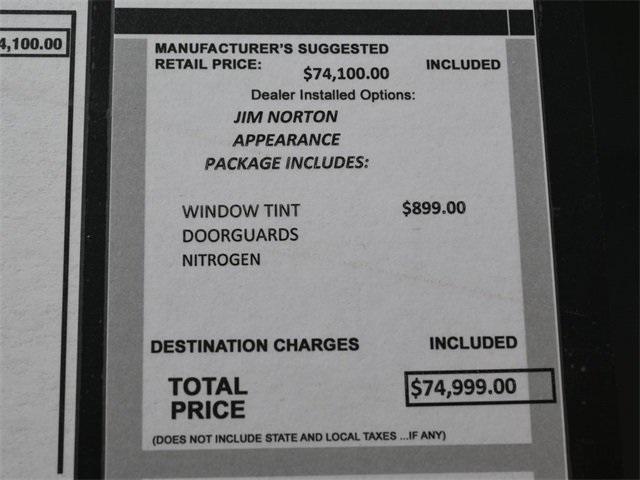 4,100.00
MANUFACTURER'S SUGGESTED
RETAIL PRICE: $74,100.00 INCLUDED
Dealer Installed Options:
JIM NORTON
APPEARANCE
PACKAGE INCLUDES:
WINDOW TINT $899.00
DOORGUARDS
NITROGEN
DESTINATION CHARGES INCLUDED
TOTAL
PRICE $74,999.00
(DOES NOT INCLUDE STATE AND LOCAL TAXES ...IF ANY)